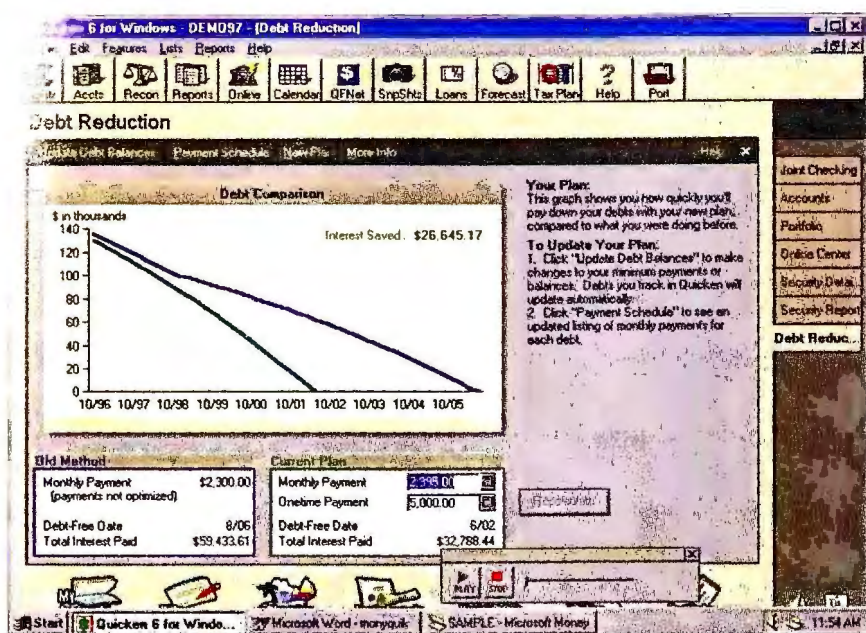 6 for Windows - DEMO97 - [Debt Reduction]
Edit Features Lists Reports Help
Accts Recon Reports Online Calendar QFNet SnpShts Loans Forecast Tax Plan Help Port
Debt Reduction
Update Debt Balances Payment Schedule New Plan More Info Help
Debt Comparison
$ in thousands
Interest Saved: $26,645.17
140
120
100
80
60
40
20
0
10/96 10/97 10/98 10/99 10/00 10/01 10/02 10/03 10/04 10/05
Your Plan:
This graph shows you how quickly you'll
pay down your debts with your new plan,
compared to what you were doing before.
To Update Your Plan:
1. Click "Update Debt Balances" to make
changes to your minimum payments or
balances. Debts you track in Quicken will
update automatically.
2. Click "Payment Schedule" to see an
updated listing of monthly payments for
each debt.
Joint Checking
Accounts
Portfolio
Online Center
Security Detai
Security Report
Debt Reduc...
Old Method
Monthly Payment $2,300.00
(payments not optimized)
Debt-Free Date 8/06
Total Interest Paid $59,433.61
Current Plan
Monthly Payment 2,395.00
Onetime Payment 5,000.00
Debt-Free Date 6/02
Total Interest Paid $32,788.44
PLAY STOP
Start Quicken 6 for Windo... Microsoft Word - monyquik SAMPLE - Microsoft Money 11:54 AM